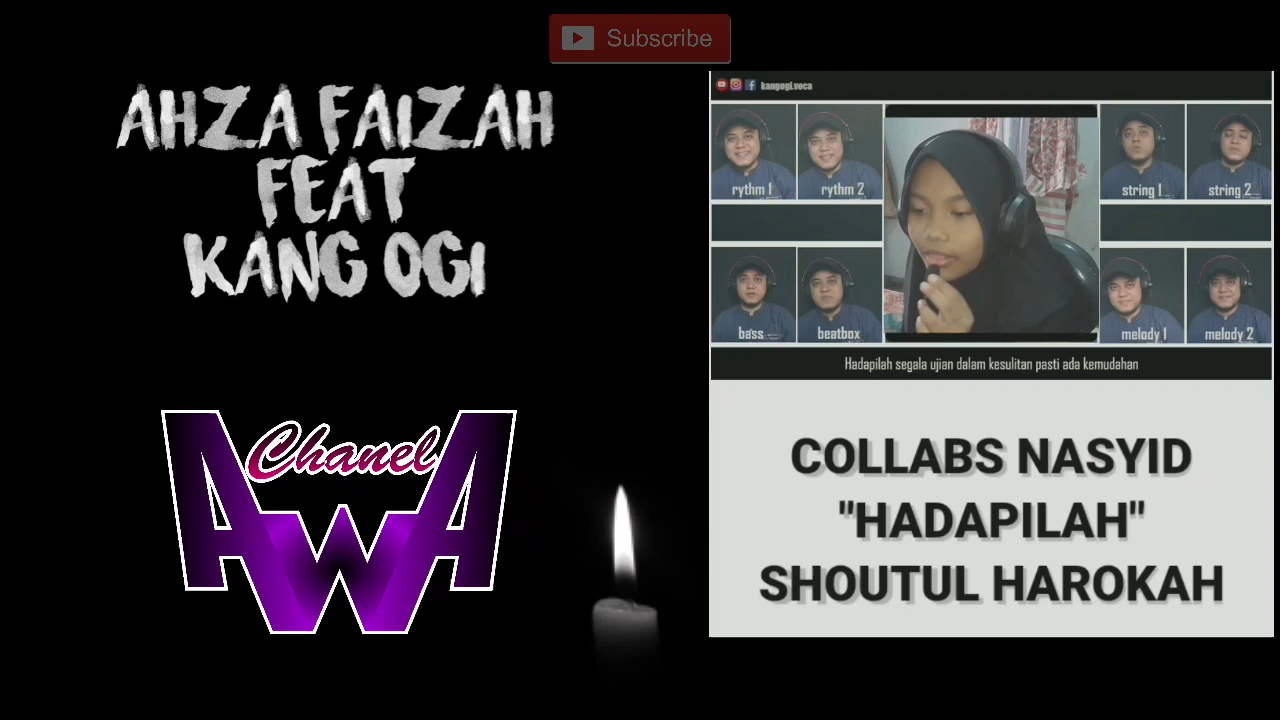 Subscribe
AHZA FAIZAH
FEAT
KANG OGI
Chanel
AWA
kangogi.voca
rythm 1
rythm 2
string 1
string 2
bass
beatbox
melody 1
melody 2
Hadapilah segala ujian dalam kesulitan pasti ada kemudahan
COLLABS NASYID
"HADAPILAH"
SHOUTUL HAROKAH